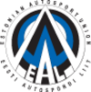 ESTONIAN AUTOSPORT UNION
EAL
EESTI AUTOSPORDI LIIT